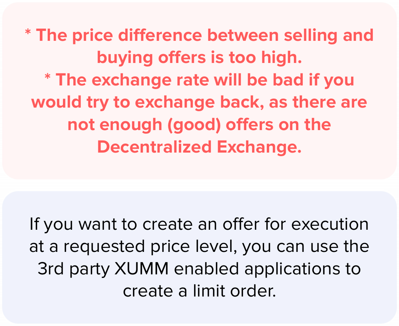 * The price difference between selling and
buying offers is too high.
* The exchange rate will be bad if you
would try to exchange back, as there are
not enough (good) offers on the
Decentralized Exchange.
If you want to create an offer for execution
at a requested price level, you can use the
3rd party XUMM enabled applications to
create a limit order.